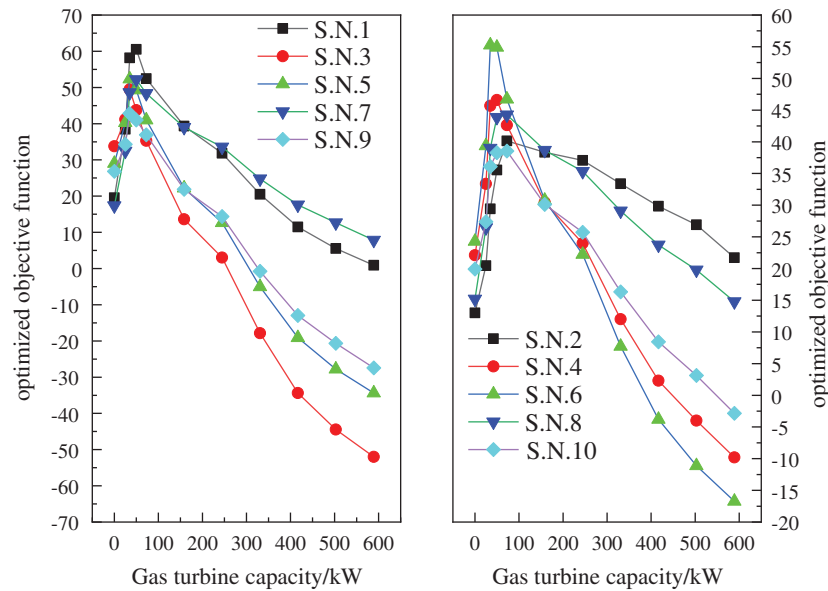 optimized objective function
70
60
50
40
30
20
10
0
-10
-20
-30
-40
-50
-60
-70
S.N.1
S.N.3
S.N.5
S.N.7
S.N.9
0 100 200 300 400 500 600
Gas turbine capacity/kW
S.N.2
S.N.4
S.N.6
S.N.8
S.N.10
0 100 200 300 400 500 600
Gas turbine capacity/kW
60
55
50
45
40
35
30
25
20
15
10
5
0
-5
-10
-15
-20
optimized objective function